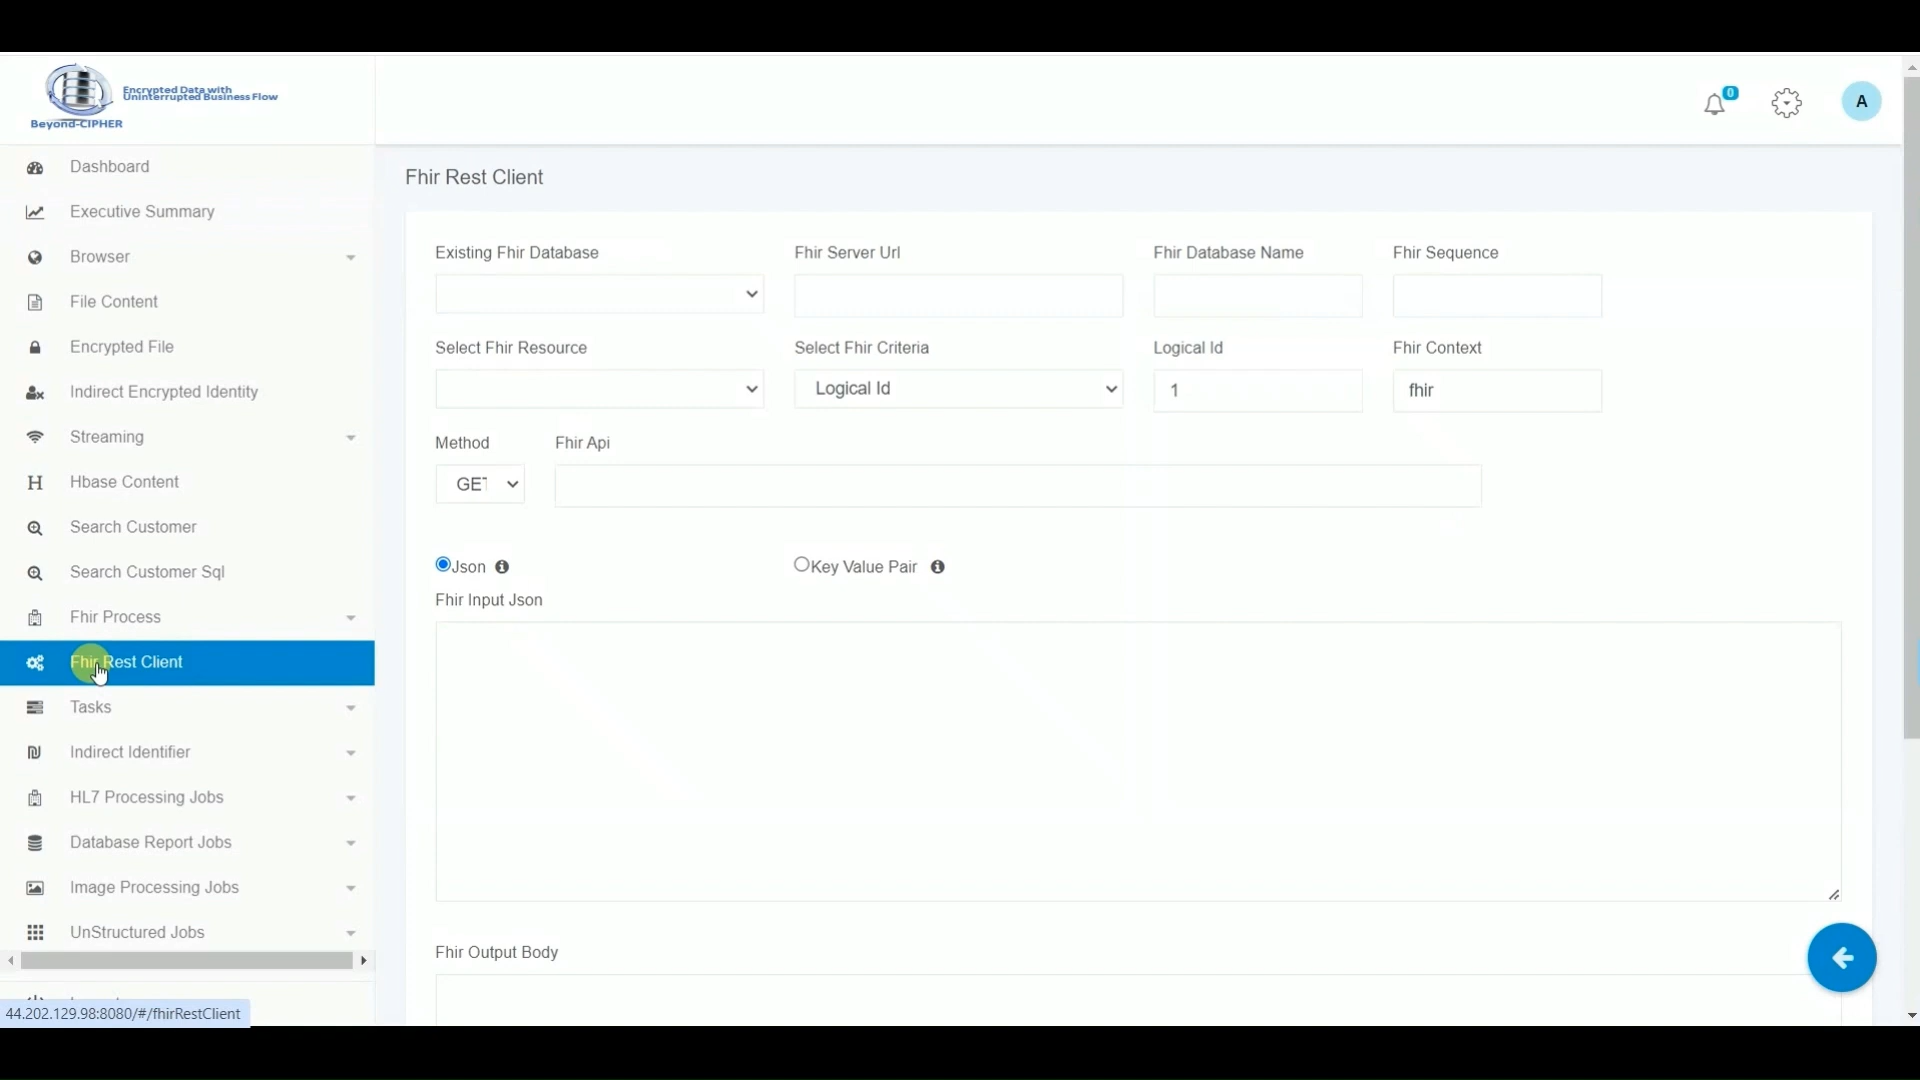 Encrypted Data with
Uninterrupted Business Flow
Beyond-CIPHER
0
A
Dashboard
Executive Summary
Browser
File Content
Encrypted File
Indirect Encrypted Identity
Streaming
H Hbase Content
Search Customer
Search Customer Sql
Fhir Process
Fhir Rest Client
Tasks
Indirect Identifier
HL7 Processing Jobs
Database Report Jobs
Image Processing Jobs
UnStructured Jobs
44.202.129.98:8080/#/fhirRestClient
Fhir Rest Client
Existing Fhir Database Fhir Server Url Fhir Database Name Fhir Sequence
Select Fhir Resource Select Fhir Criteria Logical Id Fhir Context
Logical Id 1 fhir
Method Fhir Api
GET
Json Key Value Pair
Fhir Input Json
Fhir Output Body